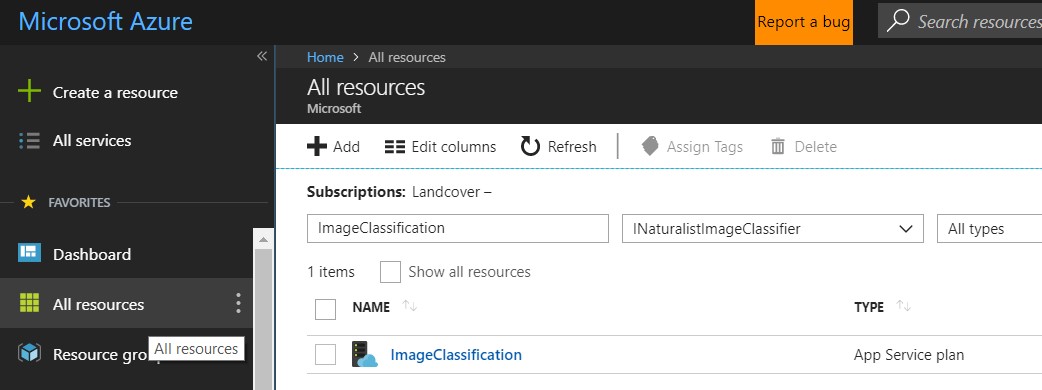 Microsoft Azure
Report a bug
Search resources
«
Create a resource
All services
FAVORITES
Dashboard
All resources
Resource gro
All resources
Home > All resources
All resources
Microsoft
Add Edit columns Refresh Assign Tags Delete
Subscriptions: Landcover –
ImageClassification INaturalistImageClassifier All types
1 items Show all resources
NAME ↑↓ TYPE ↑↓
ImageClassification App Service plan